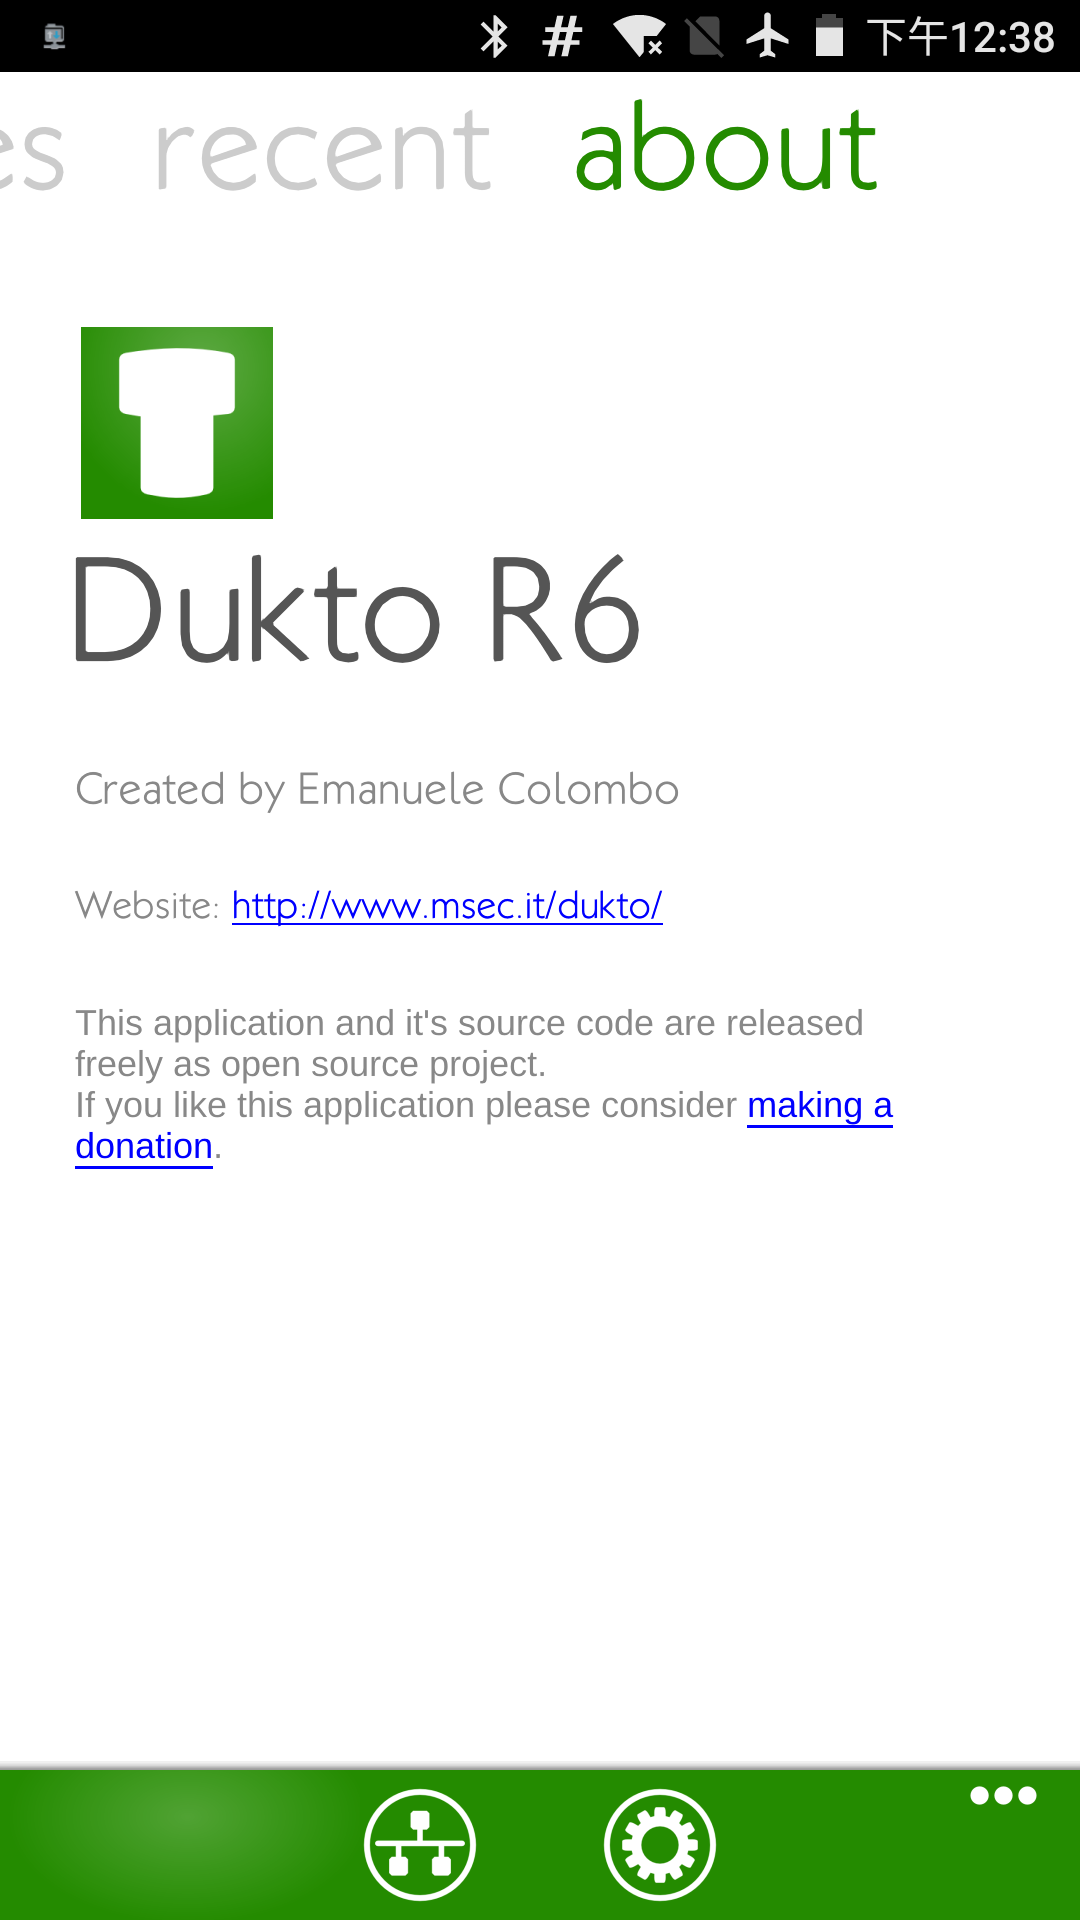 下午12:38
es recent about
Dukto R6
Created by Emanuele Colombo
Website: http://www.msec.it/dukto/
This application and it's source code are released
freely as open source project.
If you like this application please consider making a
donation.